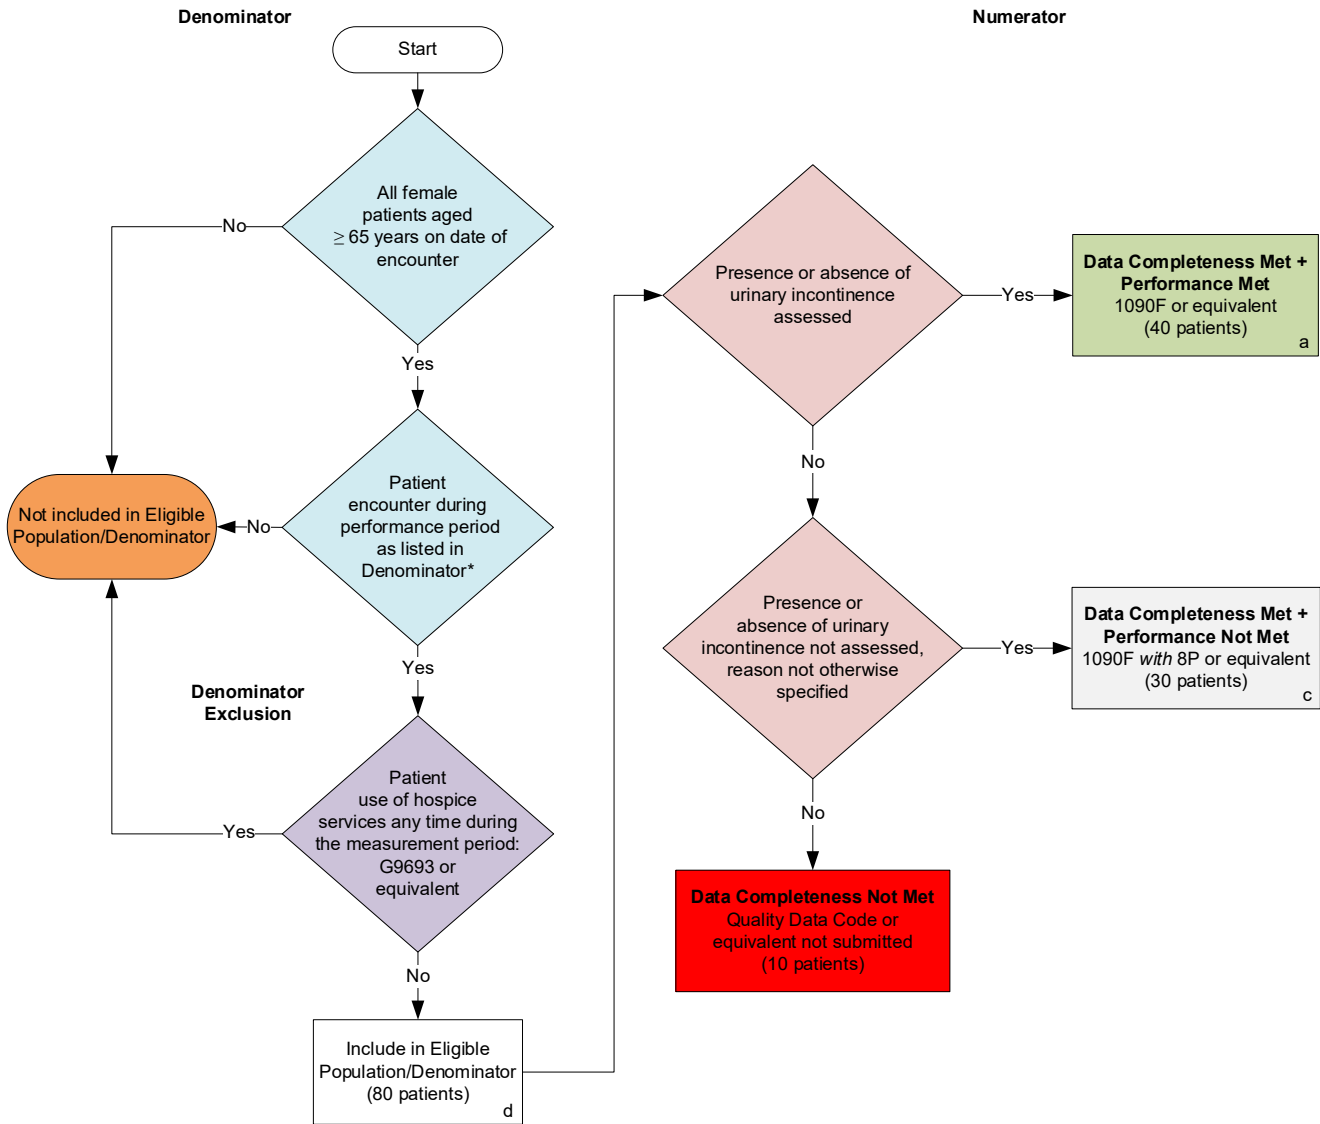 Denominator
Numerator
Start
All female
patients aged
≥ 65 years on date of
encounter
No
Yes
Patient
encounter during
performance period
as listed in
Denominator*
No
Not included in Eligible
Population/Denominator
Yes
Denominator
Exclusion
Patient
use of hospice
services any time during
the measurement period:
G9693 or
equivalent
Yes
No
Include in Eligible
Population/Denominator
(80 patients)
d
Presence or absence of
urinary incontinence
assessed
Yes
Data Completeness Met +
Performance Met
1090F or equivalent
(40 patients)
a
No
Presence or
absence of urinary
incontinence not assessed,
reason not otherwise
specified
Yes
Data Completeness Met +
Performance Not Met
1090F with 8P or equivalent
(30 patients)
c
No
Data Completeness Not Met
Quality Data Code or
equivalent not submitted
(10 patients)